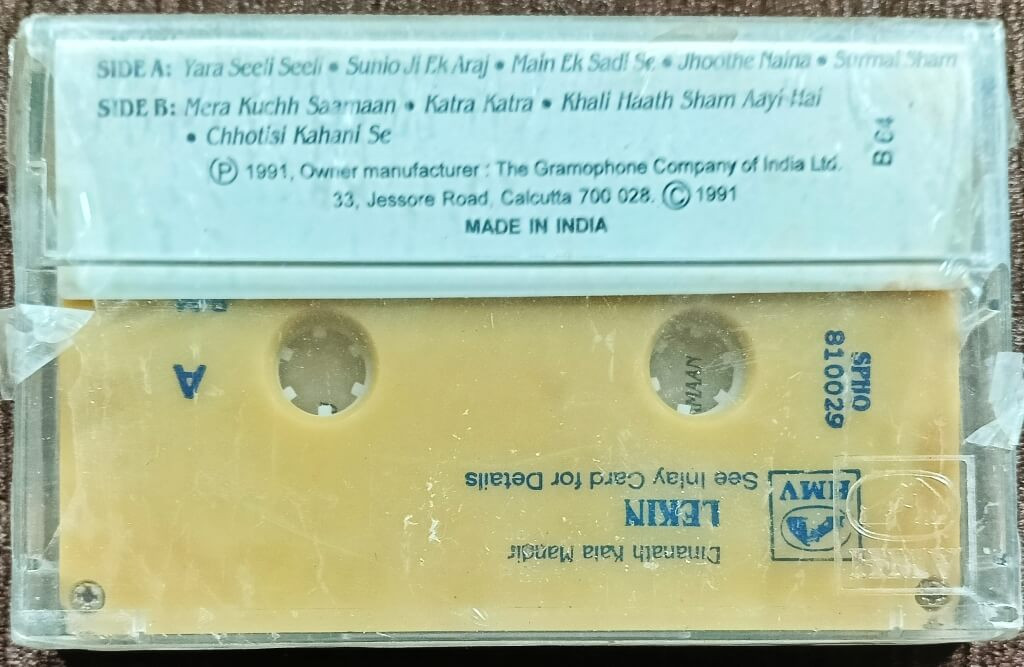 SIDE A: Yara Seeli Seeli • Sunio Ji Ek Araj • Main Ek Sadi Se • Jhoothe Naina • Surmai Sham
SIDE B: Mera Kuchh Saamaan • Katra Katra • Khali Haath Sham Aayi Hai
• Chhotisi Kahani Se
Ⓟ 1991, Owner manufacturer : The Gramophone Company of India Ltd.
33, Jessore Road, Calcutta 700 028. © 1991
MADE IN INDIA
B C4
A
SPHO
810029
MAAN
Dinanath Kala Mandir
LEKIN
See Inlay Card for Details
HMV